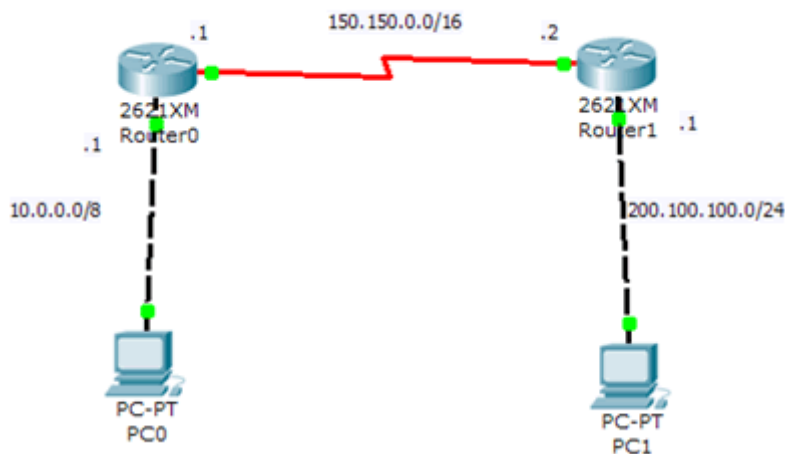 .1
150.150.0.0/16
.2
2621XM
Router0
2621XM
Router1
.1
.1
10.0.0.0/8
200.100.100.0/24
PC-PT
PC0
PC-PT
PC1